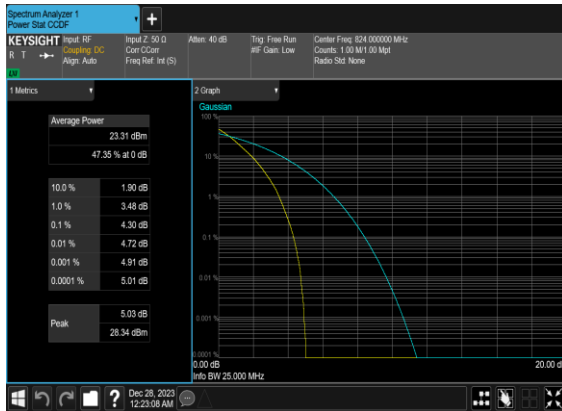 Spectrum Analyzer 1
Power Stat CCDF
+
KEYSIGHT
R T
LXI
Input: RF
Coupling: DC
Align: Auto
Input Z: 50 Ω
Corr CCorr
Freq Ref: Int (S)
Atten: 40 dB
Trig: Free Run
#IF Gain: Low
Center Freq: 824.000000 MHz
Counts: 1.00 M/1.00 Mpt
Radio Std: None
1 Metrics
Average Power
23.31 dBm
47.35 % at 0 dB
10.0 % 1.90 dB
1.0 % 3.48 dB
0.1 % 4.30 dB
0.01 % 4.72 dB
0.001 % 4.91 dB
0.0001 % 5.01 dB
Peak
5.03 dB
28.34 dBm
2 Graph
Gaussian
100 %
10 %
1 %
0.1 %
0.01 %
0.001 %
0.0001 %
0.00 dB
20.00 d
Info BW 25.000 MHz
?
Dec 28, 2023
12:23:08 AM